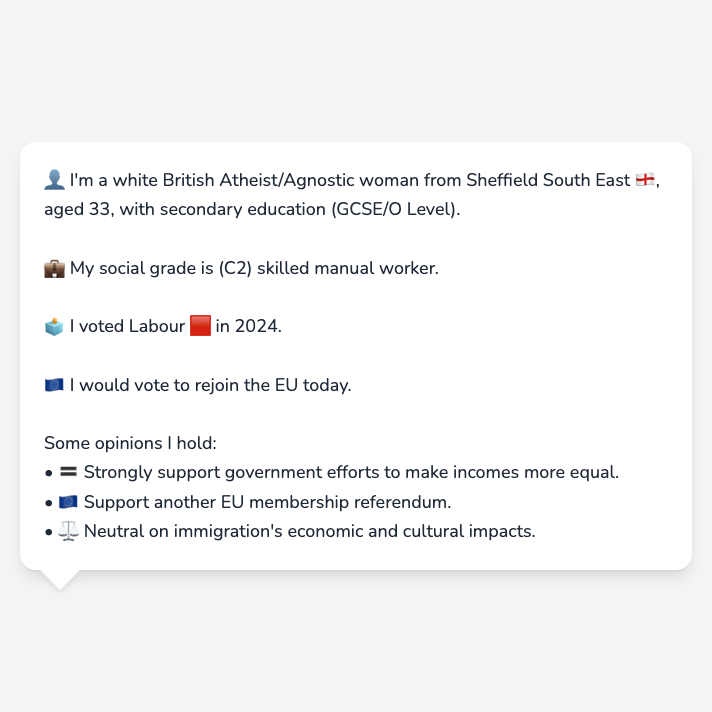 👤 I'm a white British Atheist/Agnostic woman from Sheffield South East 🏴󠁧󠁢󠁥󠁮󠁧󠁿,
aged 33, with secondary education (GCSE/O Level).
💼 My social grade is (C2) skilled manual worker.
🗳️ I voted Labour 🟥 in 2024.
🇪🇺 I would vote to rejoin the EU today.
Some opinions I hold:
• 🟰 Strongly support government efforts to make incomes more equal.
• 🇪🇺 Support another EU membership referendum.
• ⚖️ Neutral on immigration's economic and cultural impacts.